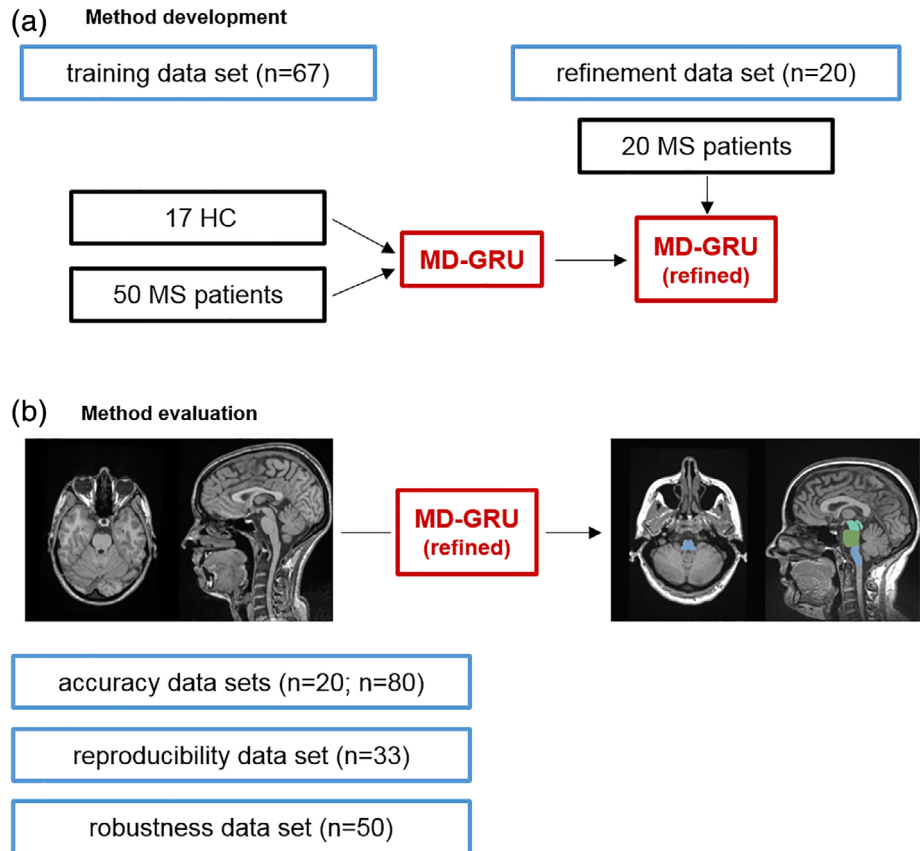 (a) Method development
training data set (n=67)
refinement data set (n=20)
20 MS patients
17 HC
50 MS patients
MD-GRU
MD-GRU
(refined)
(b) Method evaluation
MD-GRU
(refined)
accuracy data sets (n=20; n=80)
reproducibility data set (n=33)
robustness data set (n=50)